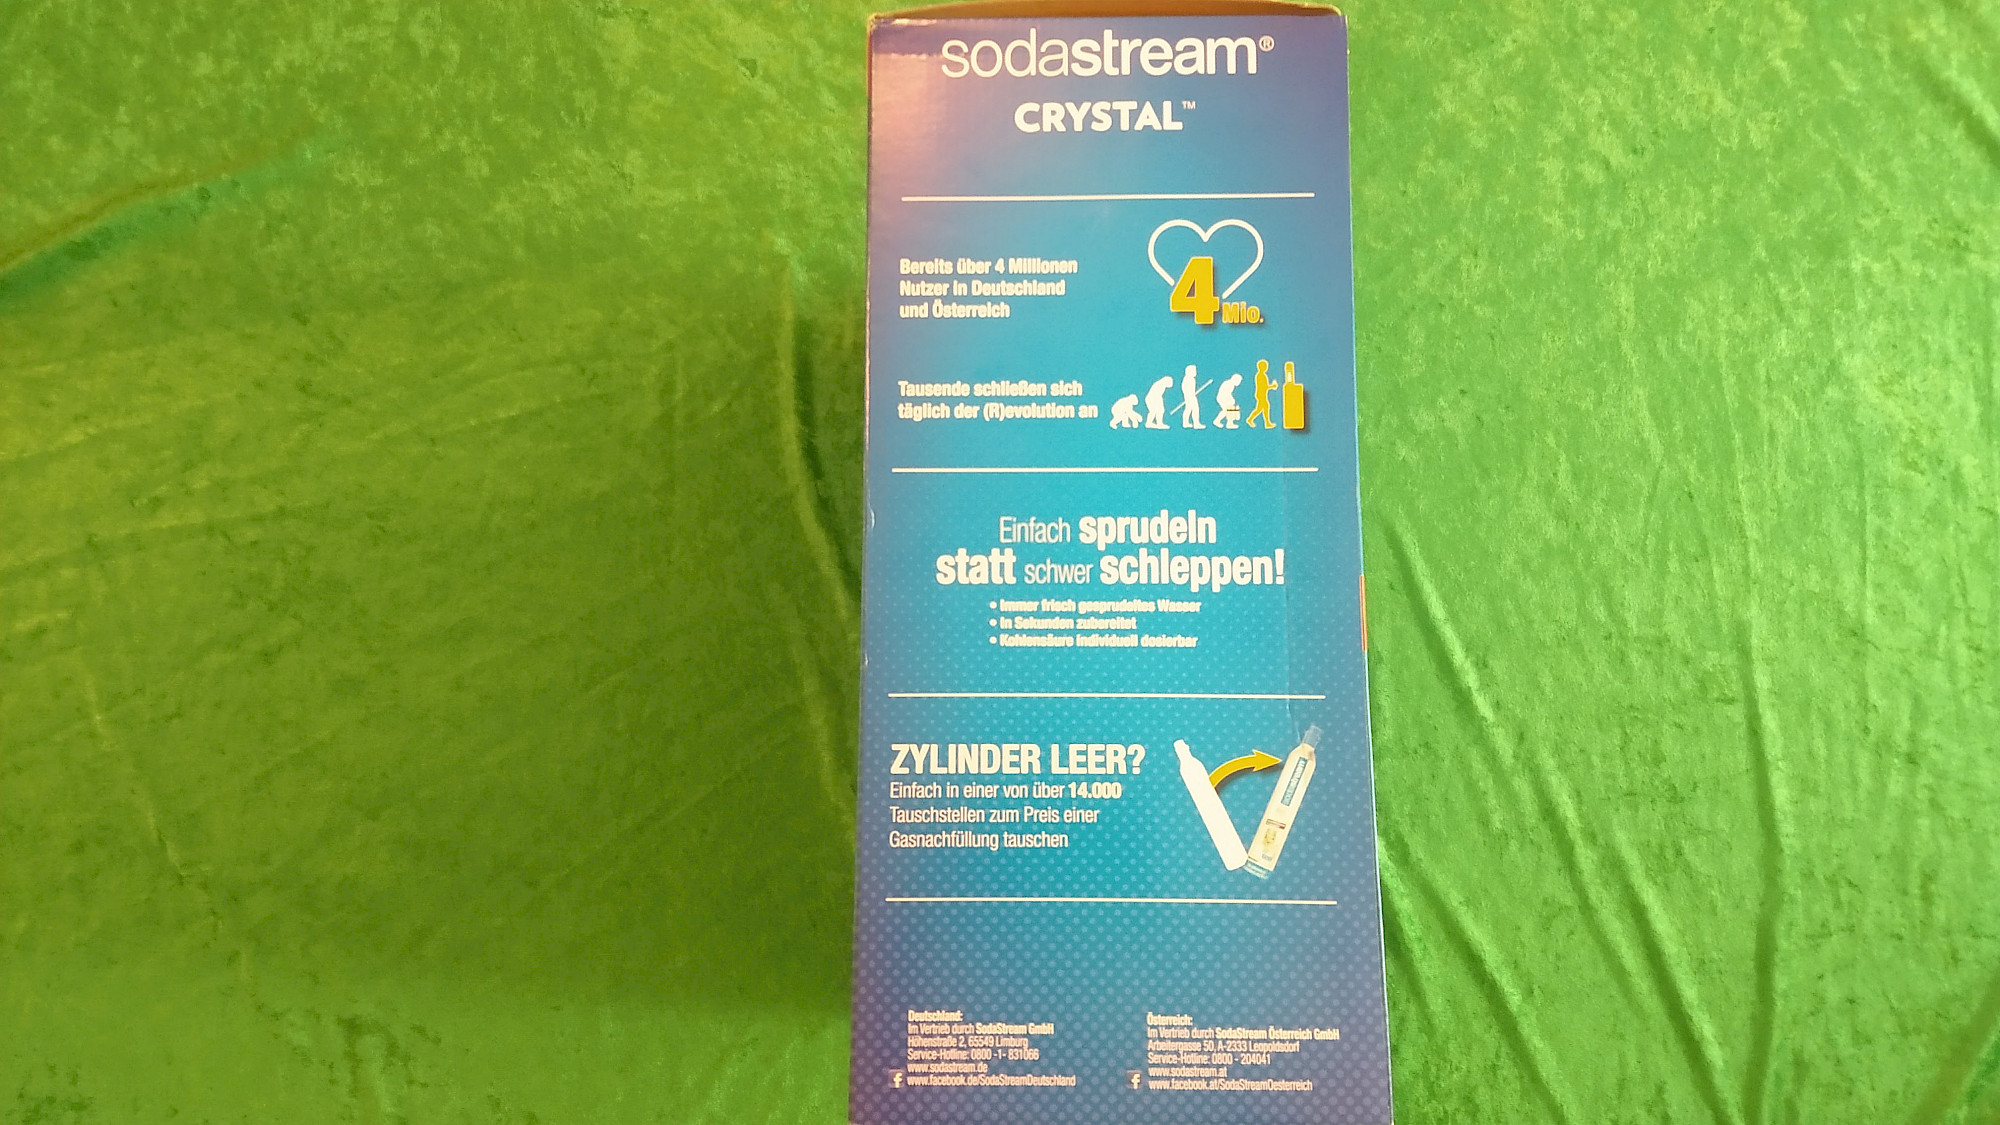 sodastream®
CRYSTAL™
Bereits über 4 Millionen
Nutzer in Deutschland
und Österreich
4 Mio.
Tausende schließen sich
täglich der (R)evolution an
Einfach sprudeln
statt schwer schleppen!
• Immer frisch gesprudeltes Wasser
• In Sekunden zubereitet
• Kohlensäure individuell dosierbar
ZYLINDER LEER?
Einfach in einer von über 14.000
Tauschstellen zum Preis einer
Gasnachfüllung tauschen
Deutschland:
Im Vertrieb durch SodaStream GmbH
Höhenstraße 2, 65549 Limburg
Service-Hotline: 0800 -1- 831066
www.sodastream.de
f www.facebook.de/SodaStreamDeutschland
Österreich:
Im Vertrieb durch SodaStream Österreich GmbH
Arbeitergasse 50, A-2333 Leopoldsdorf
Service-Hotline: 0800 - 204041
www.sodastream.at
f www.facebook.at/SodaStreamOesterreich